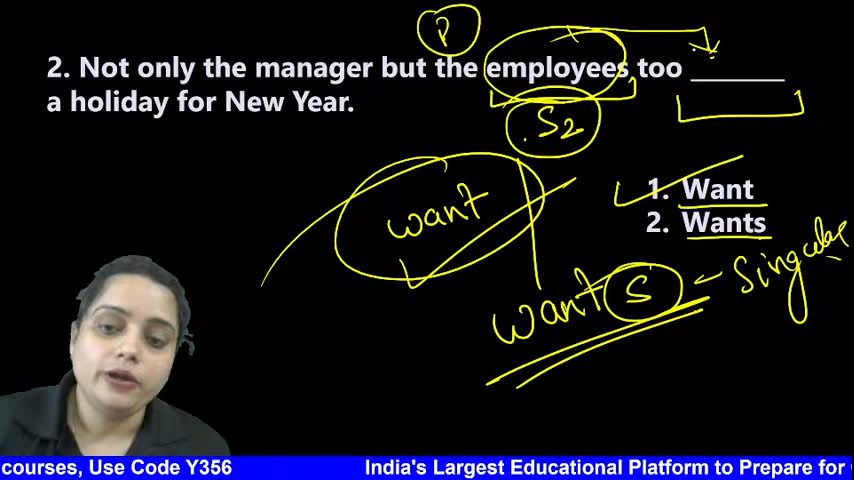 P
2. Not only the manager but the employees too _______
a holiday for New Year.
S2
want
1. Want
2. Wants
wants - Singular
courses, Use Code Y356 India's Largest Educational Platform to Prepare for